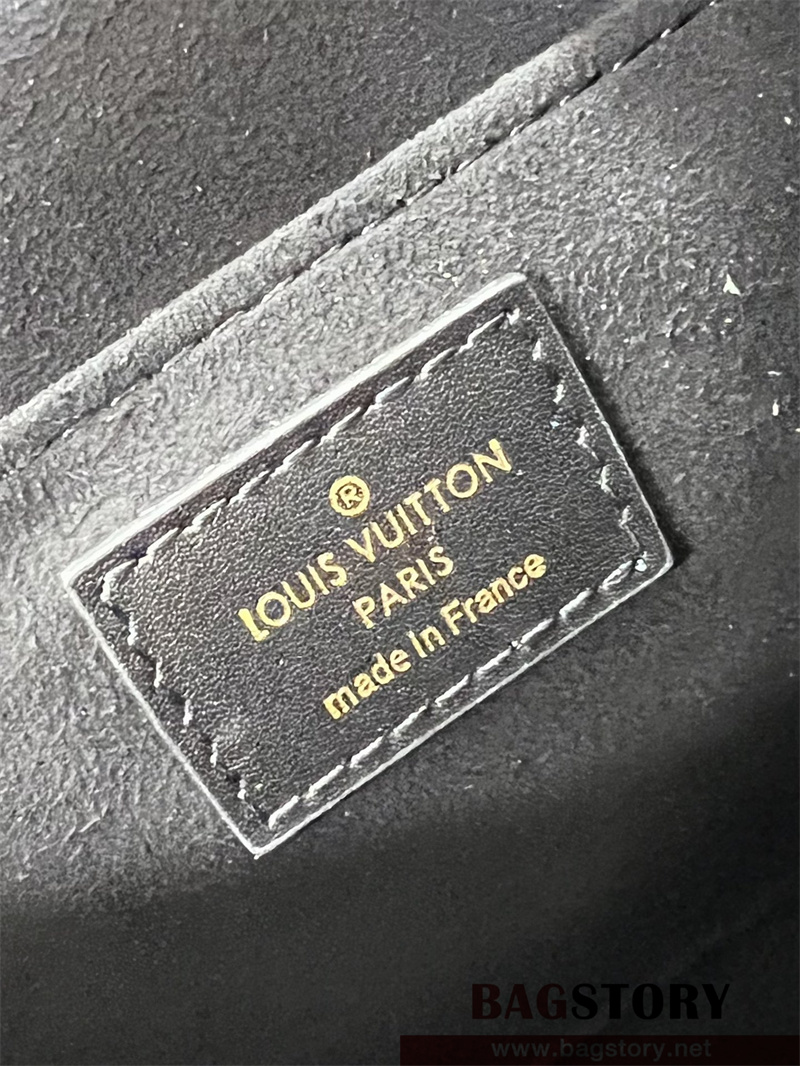 ®
LOUIS VUITTON
PARIS
made in France
BAGSTORY
www.bagstory.net